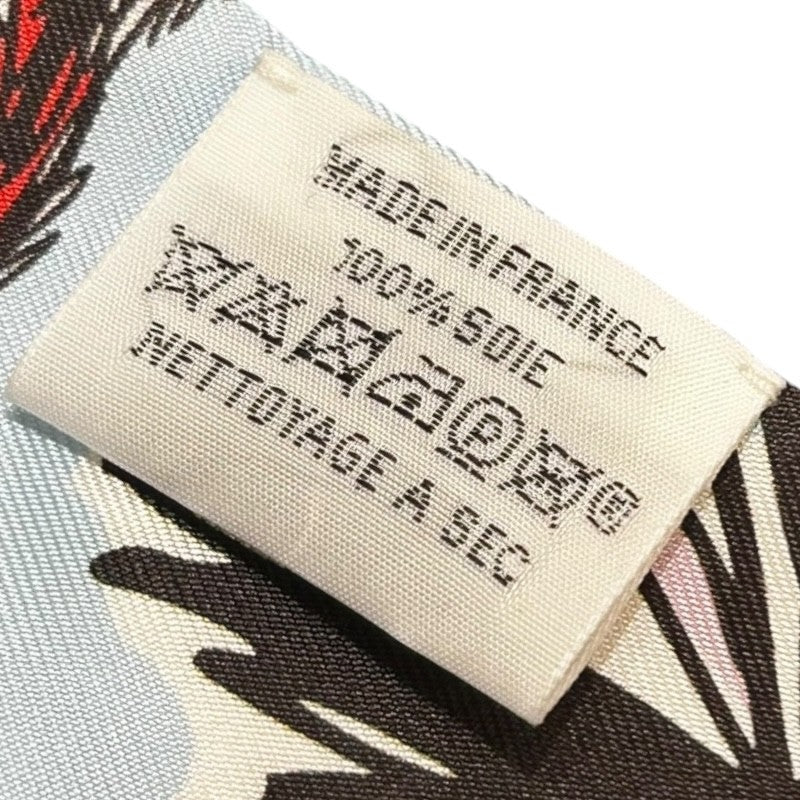 MADE IN FRANCE
100% SOIE
P
NETTOYAGE A SEC